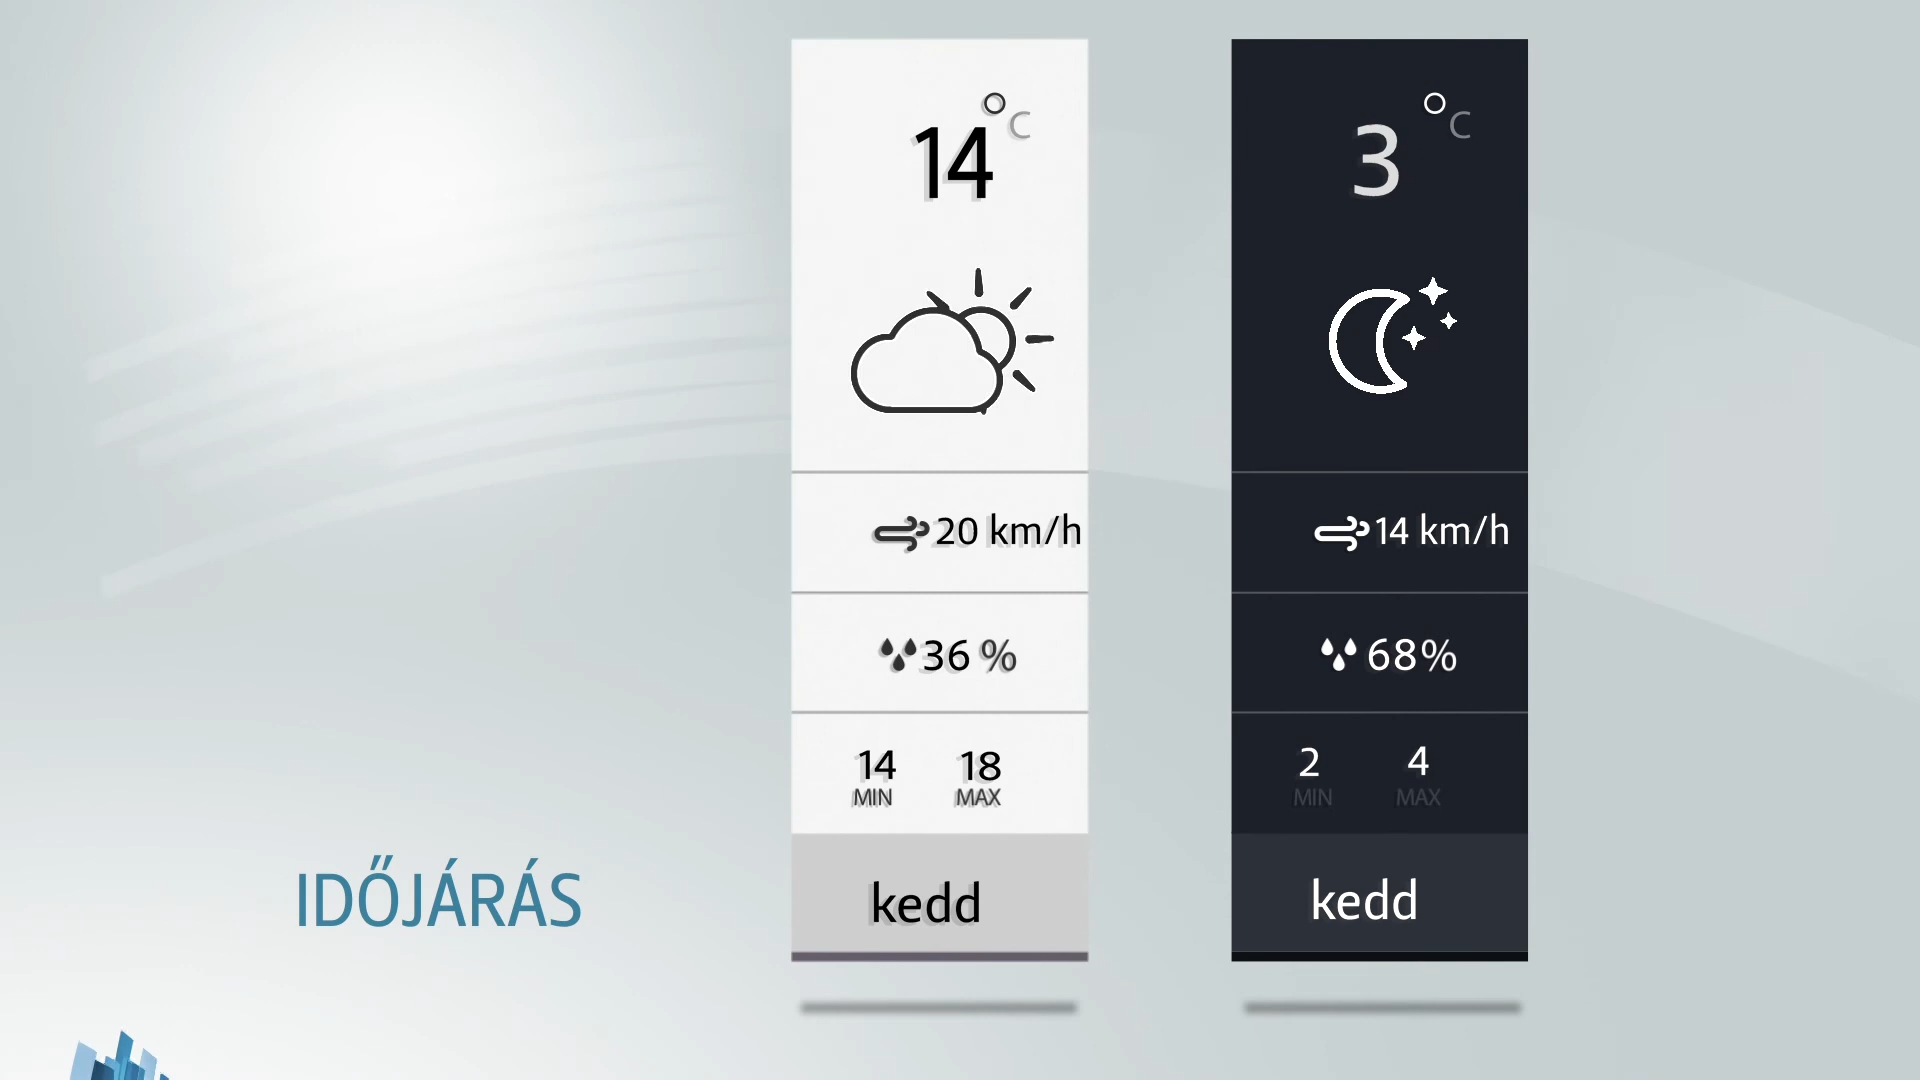 14 °C
20 km/h
36 %
14 18
MIN MAX
kedd
3 °C
14 km/h
68%
2 4
MIN MAX
kedd
IDŐJÁRÁS